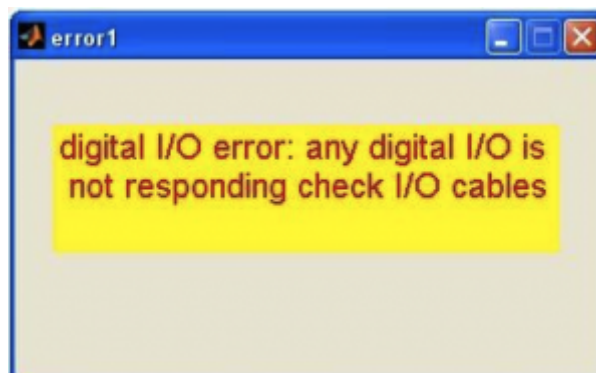 error1
digital I/O error: any digital I/O is
not responding check I/O cables